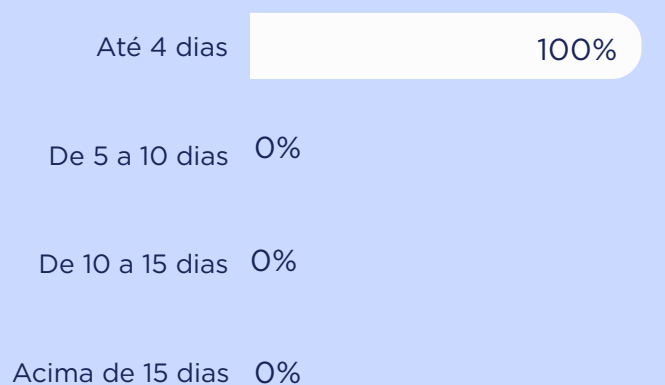 Até 4 dias 100%
De 5 a 10 dias 0%
De 10 a 15 dias 0%
Acima de 15 dias 0%